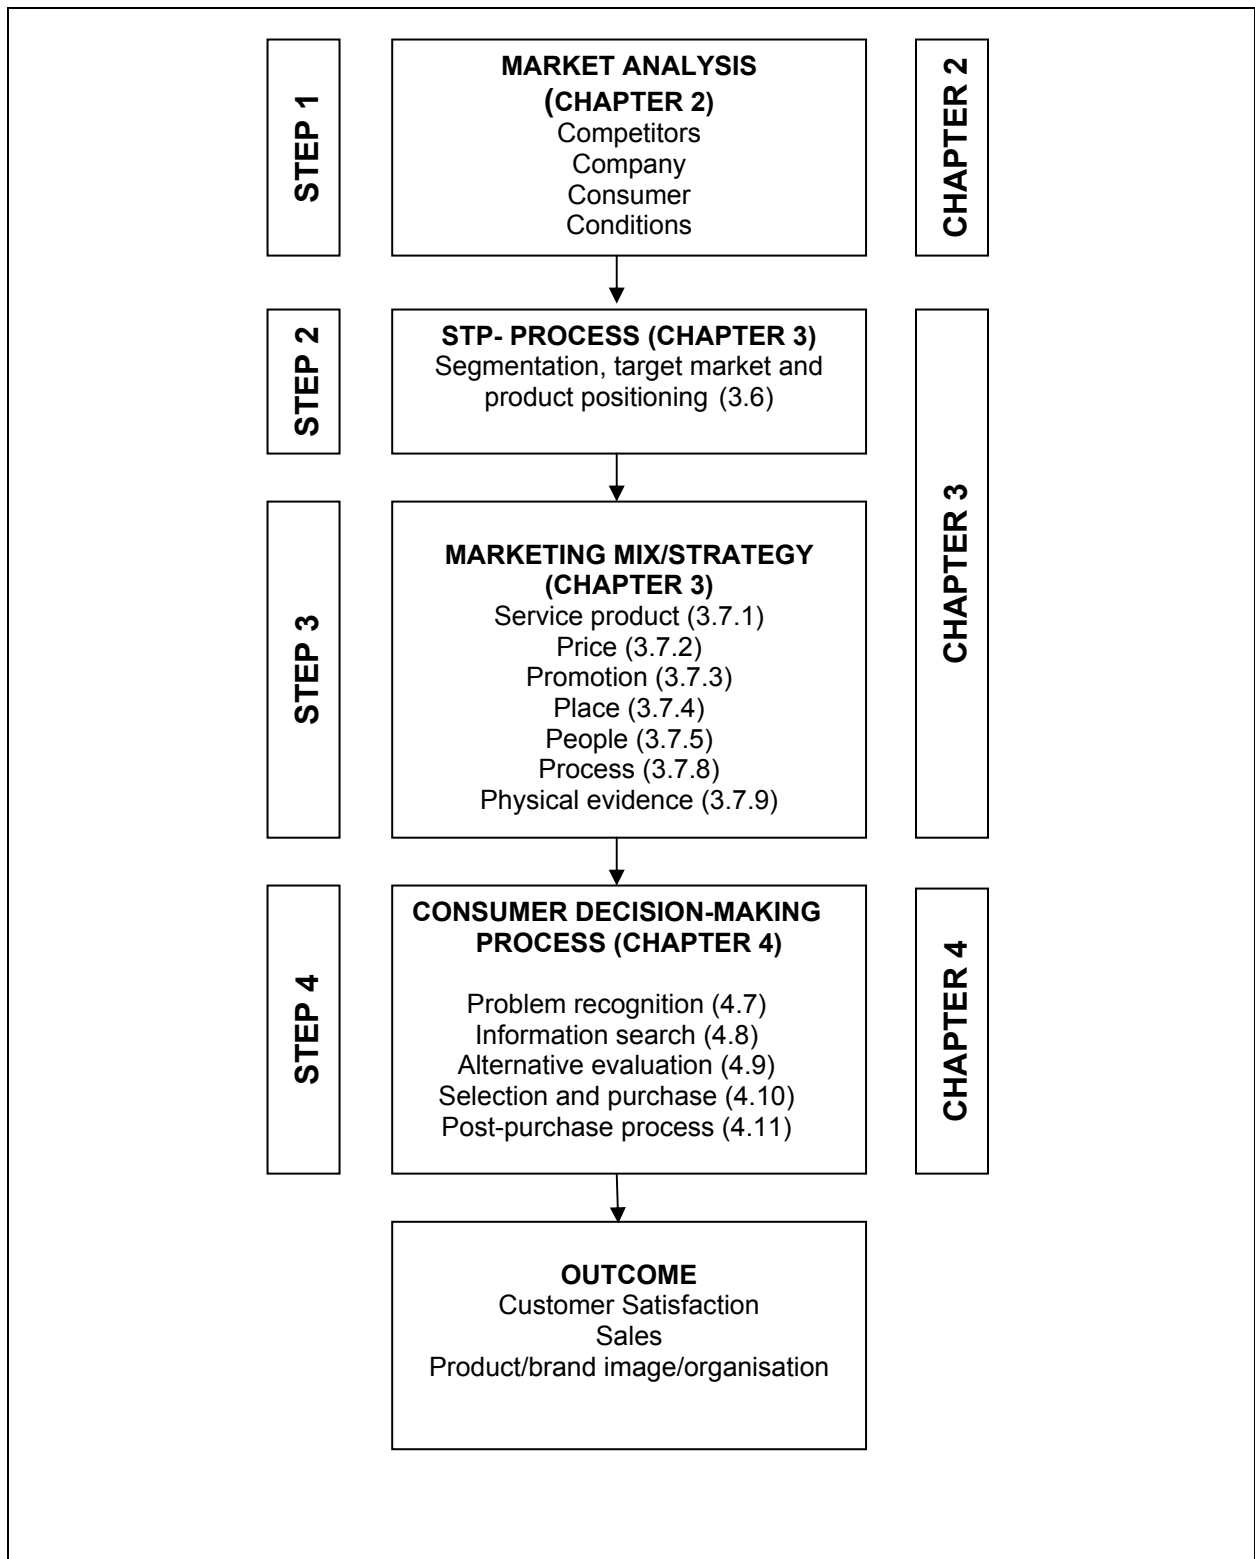 STEP 1
MARKET ANALYSIS
(CHAPTER 2)
Competitors
Company
Consumer
Conditions
CHAPTER 2
STEP 2
STP- PROCESS (CHAPTER 3)
Segmentation, target market and
product positioning (3.6)
CHAPTER 3
STEP 3
MARKETING MIX/STRATEGY
(CHAPTER 3)
Service product (3.7.1)
Price (3.7.2)
Promotion (3.7.3)
Place (3.7.4)
People (3.7.5)
Process (3.7.8)
Physical evidence (3.7.9)
STEP 4
CONSUMER DECISION-MAKING
PROCESS (CHAPTER 4)
Problem recognition (4.7)
Information search (4.8)
Alternative evaluation (4.9)
Selection and purchase (4.10)
Post-purchase process (4.11)
CHAPTER 4
OUTCOME
Customer Satisfaction
Sales
Product/brand image/organisation